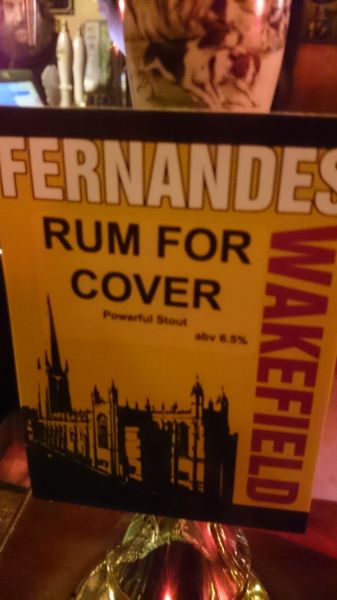 FERNANDES
RUM FOR
COVER
Powerful Stout
abv 6.5%
WAKEFIELD